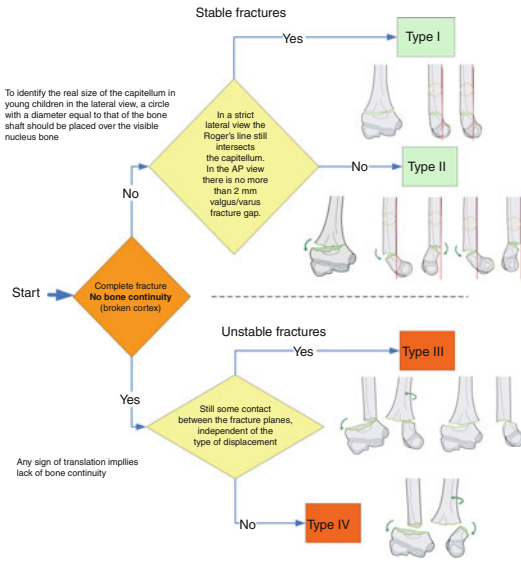 Stable fractures
Yes
Type I
To identify the real size of the capitellum in
young children in the lateral view, a circle
with a diameter equal to that of the bone
shaft should be placed over the visible
nucleus bone
In a strict
lateral view the
Roger's line still
intersects
the capitellum.
In the AP view
there is no more
than 2 mm
valgus/varus
fracture gap.
No
Type II
No
Start
Complete fracture
No bone continuity
(broken cortex)
Unstable fractures
Yes
Type III
Yes
Still some contact
between the fracture planes,
independent of the
type of displacement
Any sign of translation impllies
lack of bone continuity
No
Type IV